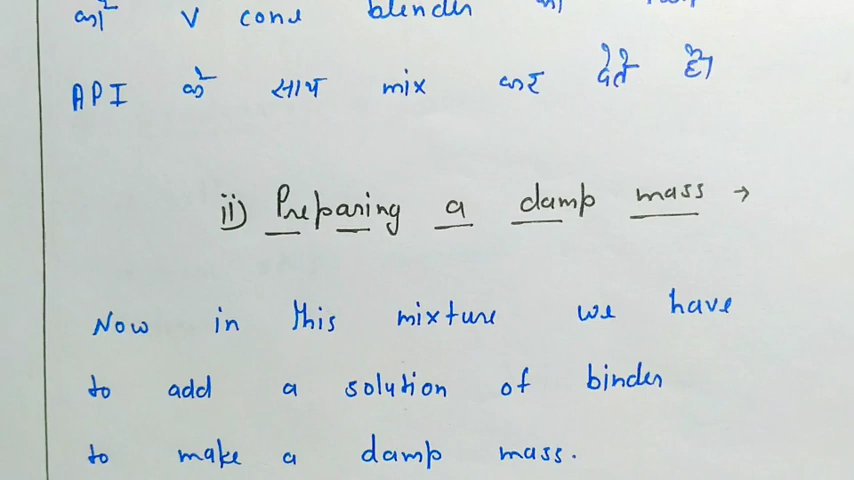 को V cone blender
API के साथ mix कर देते है।
ii) Preparing a damp mass →
Now in this mixture we have
to add a solution of binder
to make a damp mass.